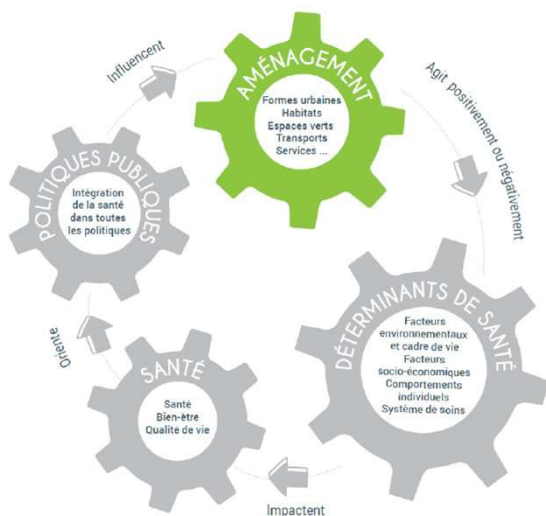 Influencent
AMÉNAGEMENT
Formes urbaines
Habitats
Espaces verts
Transports
Services ...
Agit positivement ou négativement
POLITIQUES PUBLIQUES
Intégration
de la santé
dans toutes
les politiques
DÉTERMINANTS DE SANTÉ
Facteurs
environnementaux
et cadre de vie
Facteurs
socio-économiques
Comportements
individuels
Système de soins
Oriente
SANTÉ
Santé
Bien-être
Qualité de vie
Impactent